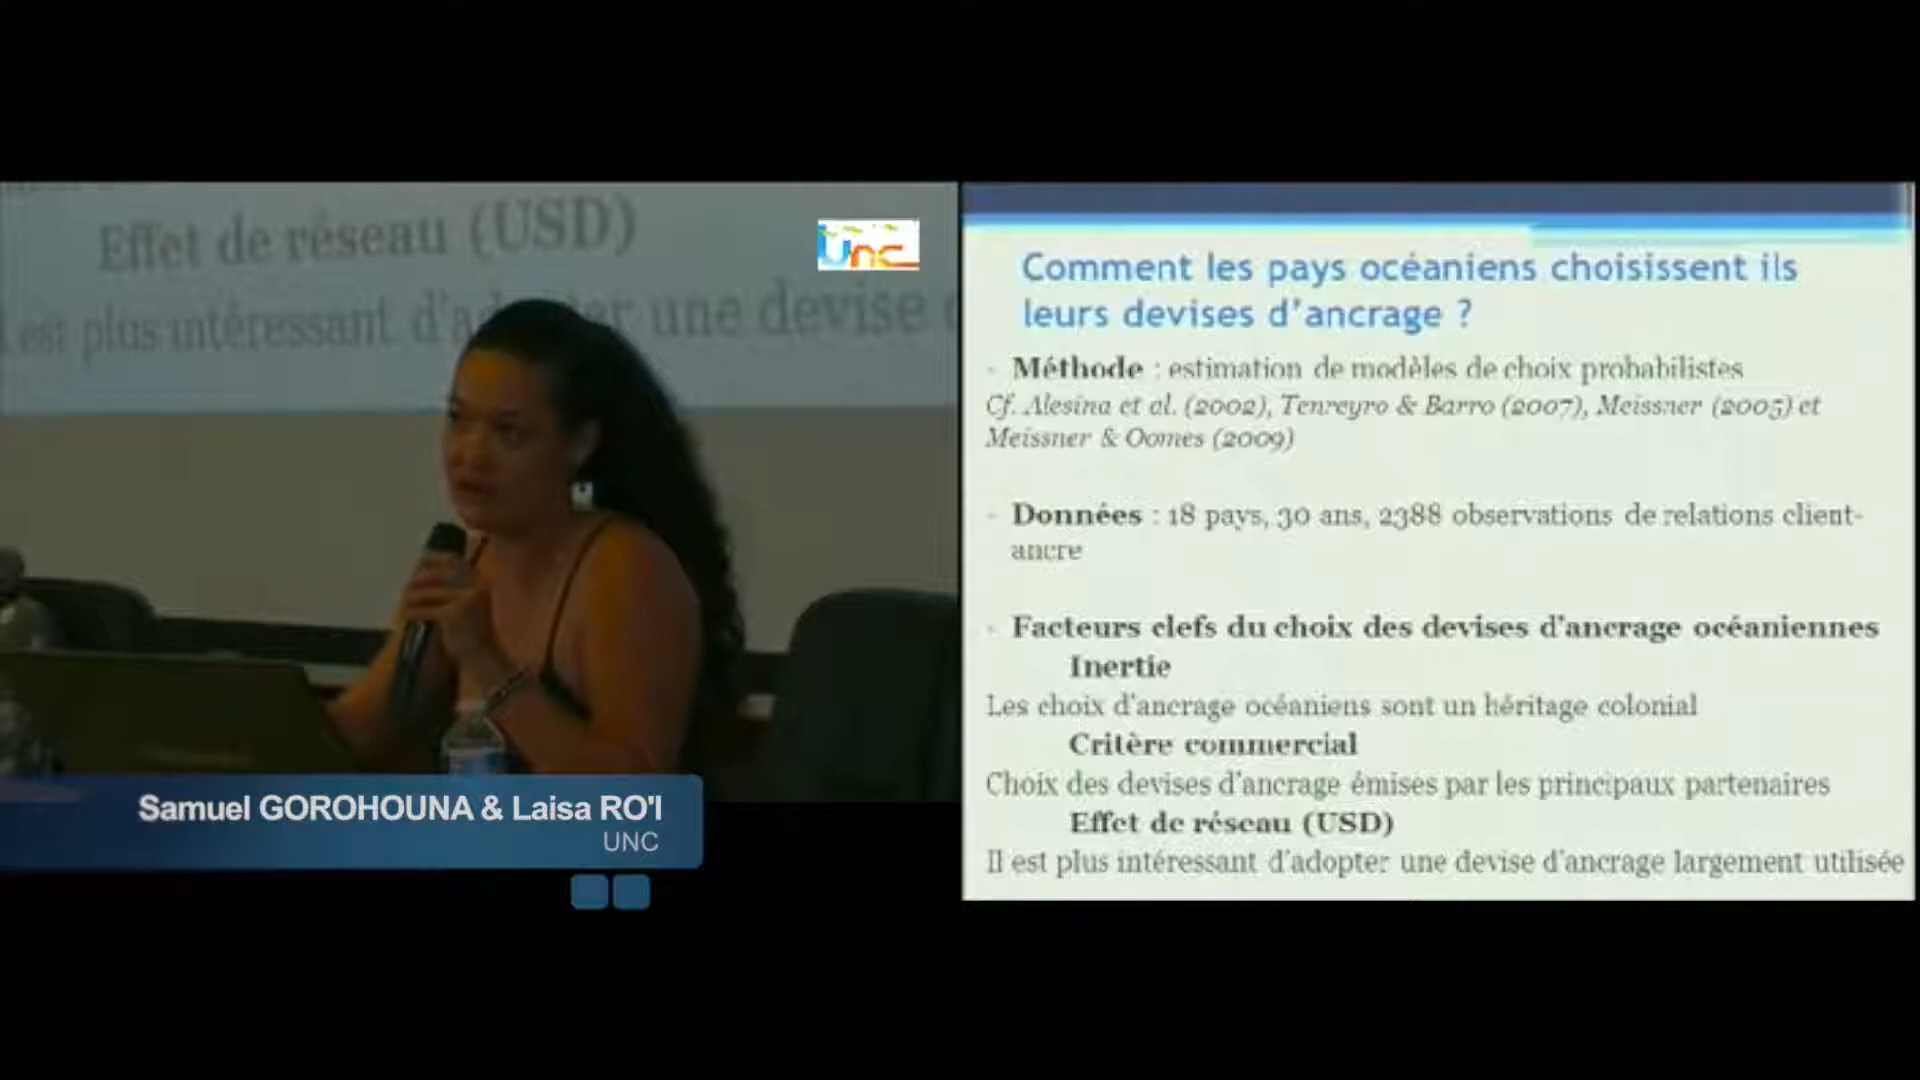 Effet de réseau (USD)
est plus intéressant d'ad er une devise
Unc
Samuel GOROHOUNA & Laisa RO'I
UNC
Comment les pays océaniens choisissent ils
leurs devises d'ancrage ?
- Méthode : estimation de modèles de choix probabilistes
Cf. Alesina et al. (2002), Tenreyro & Barro (2007), Meissner (2005) et
Meissner & Oomes (2009)
- Données : 18 pays, 30 ans, 2388 observations de relations client-
ancre
- Facteurs clefs du choix des devises d'ancrage océaniennes
Inertie
Les choix d'ancrage océaniens sont un héritage colonial
Critère commercial
Choix des devises d'ancrage émises par les principaux partenaires
Effet de réseau (USD)
Il est plus intéressant d'adopter une devise d'ancrage largement utilisée